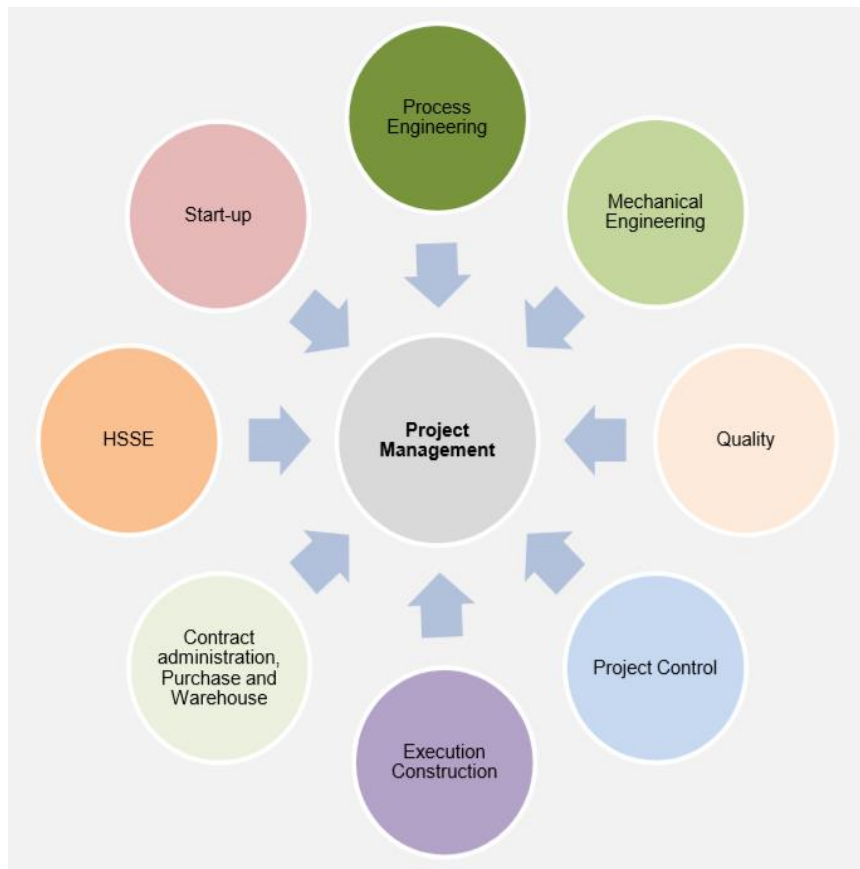 Process
Engineering
Mechanical
Engineering
Start-up
Project
Management
HSSE
Quality
Contract
administration,
Purchase and
Warehouse
Project Control
Execution
Construction